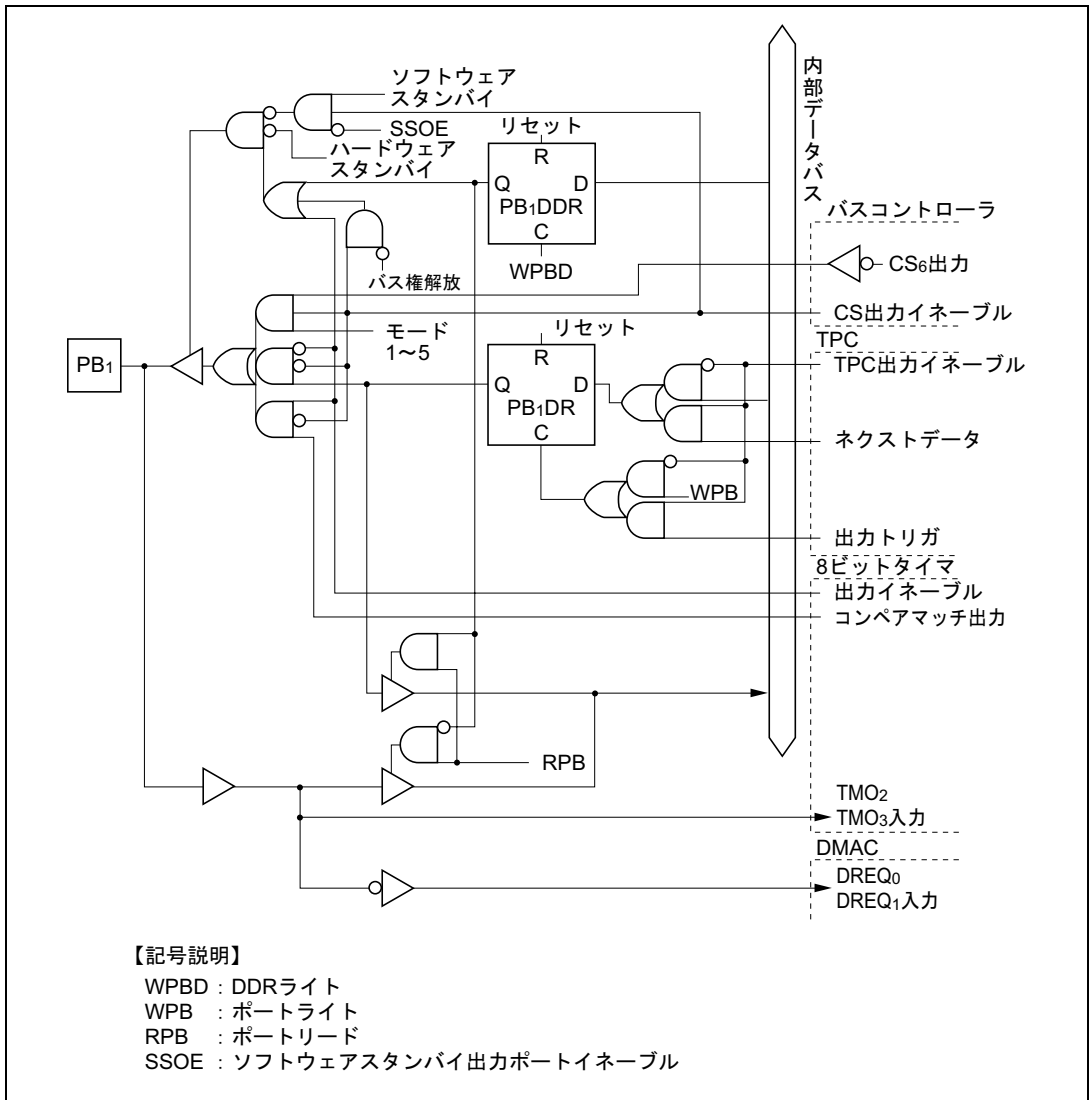 ソフトウェア
スタンバイ
SSOE
ハードウェア
スタンバイ
リセット
R
Q
D
PB1DDR
C
WPBD
バス権解放
内部データバス
バスコントローラ
CS6出力
CS出力イネーブル
モード
1～5
リセット
R
Q
D
PB1DR
C
PB1
TPC
TPC出力イネーブル
ネクストデータ
WPB
出力トリガ
8ビットタイマ
出力イネーブル
コンペアマッチ出力
RPB
TMO2
TMO3入力
DMAC
DREQ0
DREQ1入力
【記号説明】
WPBD : DDRライト
WPB : ポートライト
RPB : ポートリード
SSOE : ソフトウェアスタンバイ出力ポートイネーブル